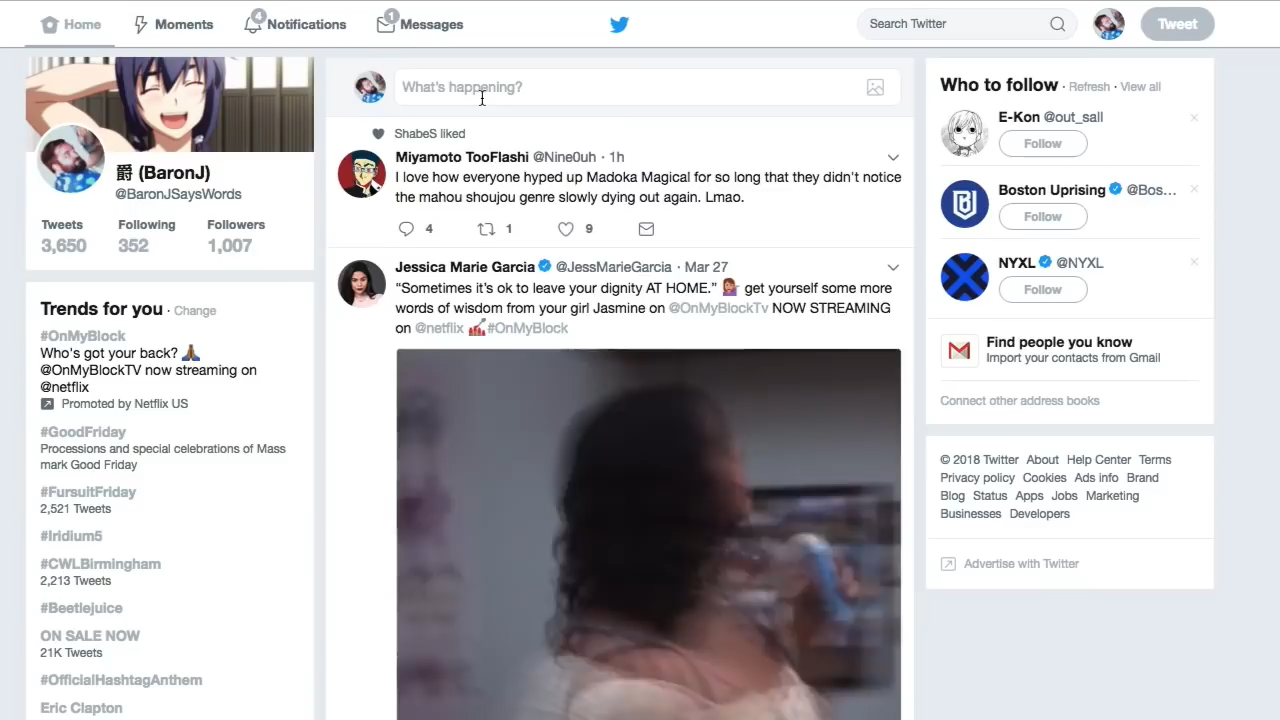 Home
Moments
4
Notifications
1
Messages
Search Twitter
Tweet
爵 (BaronJ)
@BaronJSaysWords
Tweets Following Followers
3,650 352 1,007
Trends for you · Change
#OnMyBlock
Who's got your back?
@OnMyBlockTV now streaming on
@netflix
Promoted by Netflix US
#GoodFriday
Processions and special celebrations of Mass
mark Good Friday
#FursuitFriday
2,521 Tweets
#Iridium5
#CWLBirmingham
2,213 Tweets
#Beetlejuice
ON SALE NOW
21K Tweets
#OfficialHashtagAnthem
Eric Clapton
What's happening?
ShabeS liked
Miyamoto TooFlashi @Nine0uh · 1h
I love how everyone hyped up Madoka Magical for so long that they didn't notice
the mahou shoujou genre slowly dying out again. Lmao.
4 1 9
Jessica Marie Garcia @JessMarieGarcia · Mar 27
“Sometimes it’s ok to leave your dignity AT HOME.” get yourself some more
words of wisdom from your girl Jasmine on @OnMyBlockTv NOW STREAMING
on @netflix #OnMyBlock
Who to follow · Refresh · View all
E-Kon @out_sall
Follow
Boston Uprising @Bos...
Follow
NYXL @NYXL
Follow
Find people you know
Import your contacts from Gmail
Connect other address books
© 2018 Twitter About Help Center Terms
Privacy policy Cookies Ads info Brand
Blog Status Apps Jobs Marketing
Businesses Developers
Advertise with Twitter